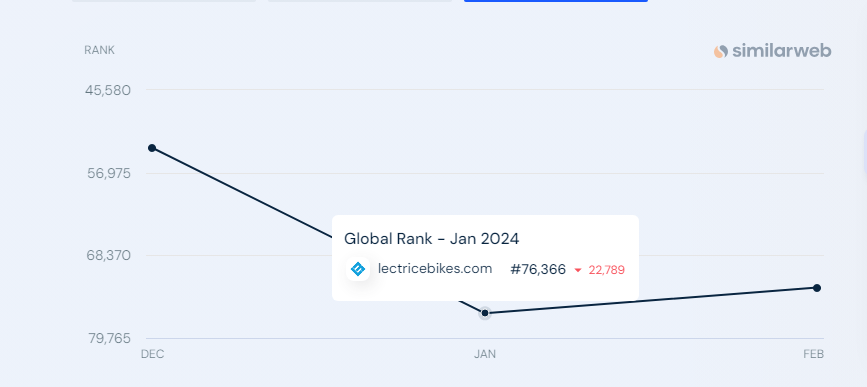 RANK
similarweb
45,580
56,975
Global Rank - Jan 2024
68,370
lectricebikes.com #76,366 22,789
79,765
DEC JAN FEB